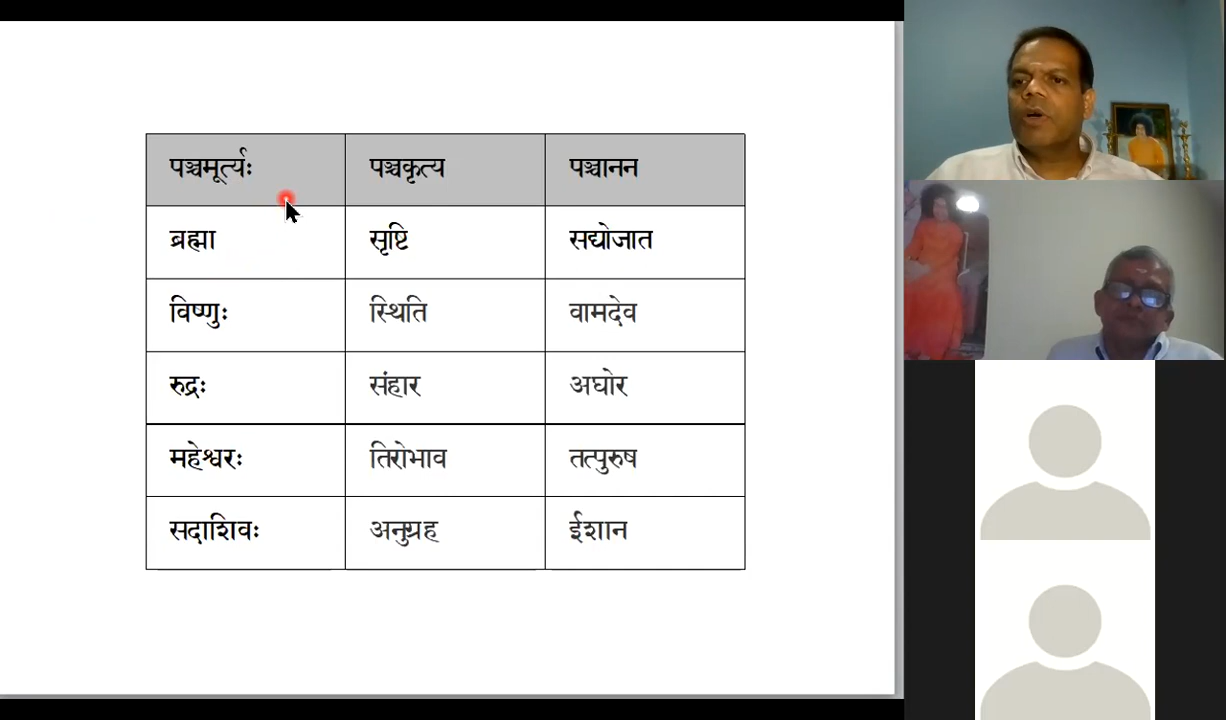 पञ्चमूर्त्यः पञ्चकृत्य पञ्चानन
ब्रह्मा सृष्टि सद्योजात
विष्णुः स्थिति वामदेव
रुद्रः संहार अघोर
महेश्वरः तिरोभाव तत्पुरुष
सदाशिवः अनुग्रह ईशान